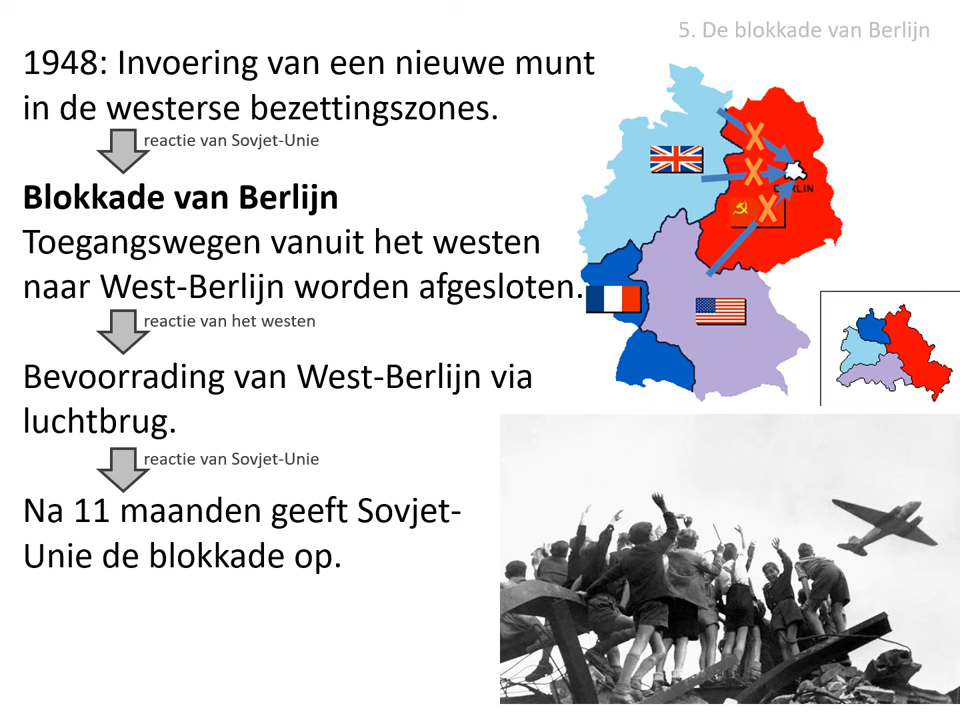 5. De blokkade van Berlijn
1948: Invoering van een nieuwe munt
in de westerse bezettingszones.
reactie van Sovjet-Unie
Blokkade van Berlijn
Toegangswegen vanuit het westen
naar West-Berlijn worden afgesloten.
reactie van het westen
Bevoorrading van West-Berlijn via
luchtbrug.
reactie van Sovjet-Unie
Na 11 maanden geeft Sovjet-
Unie de blokkade op.